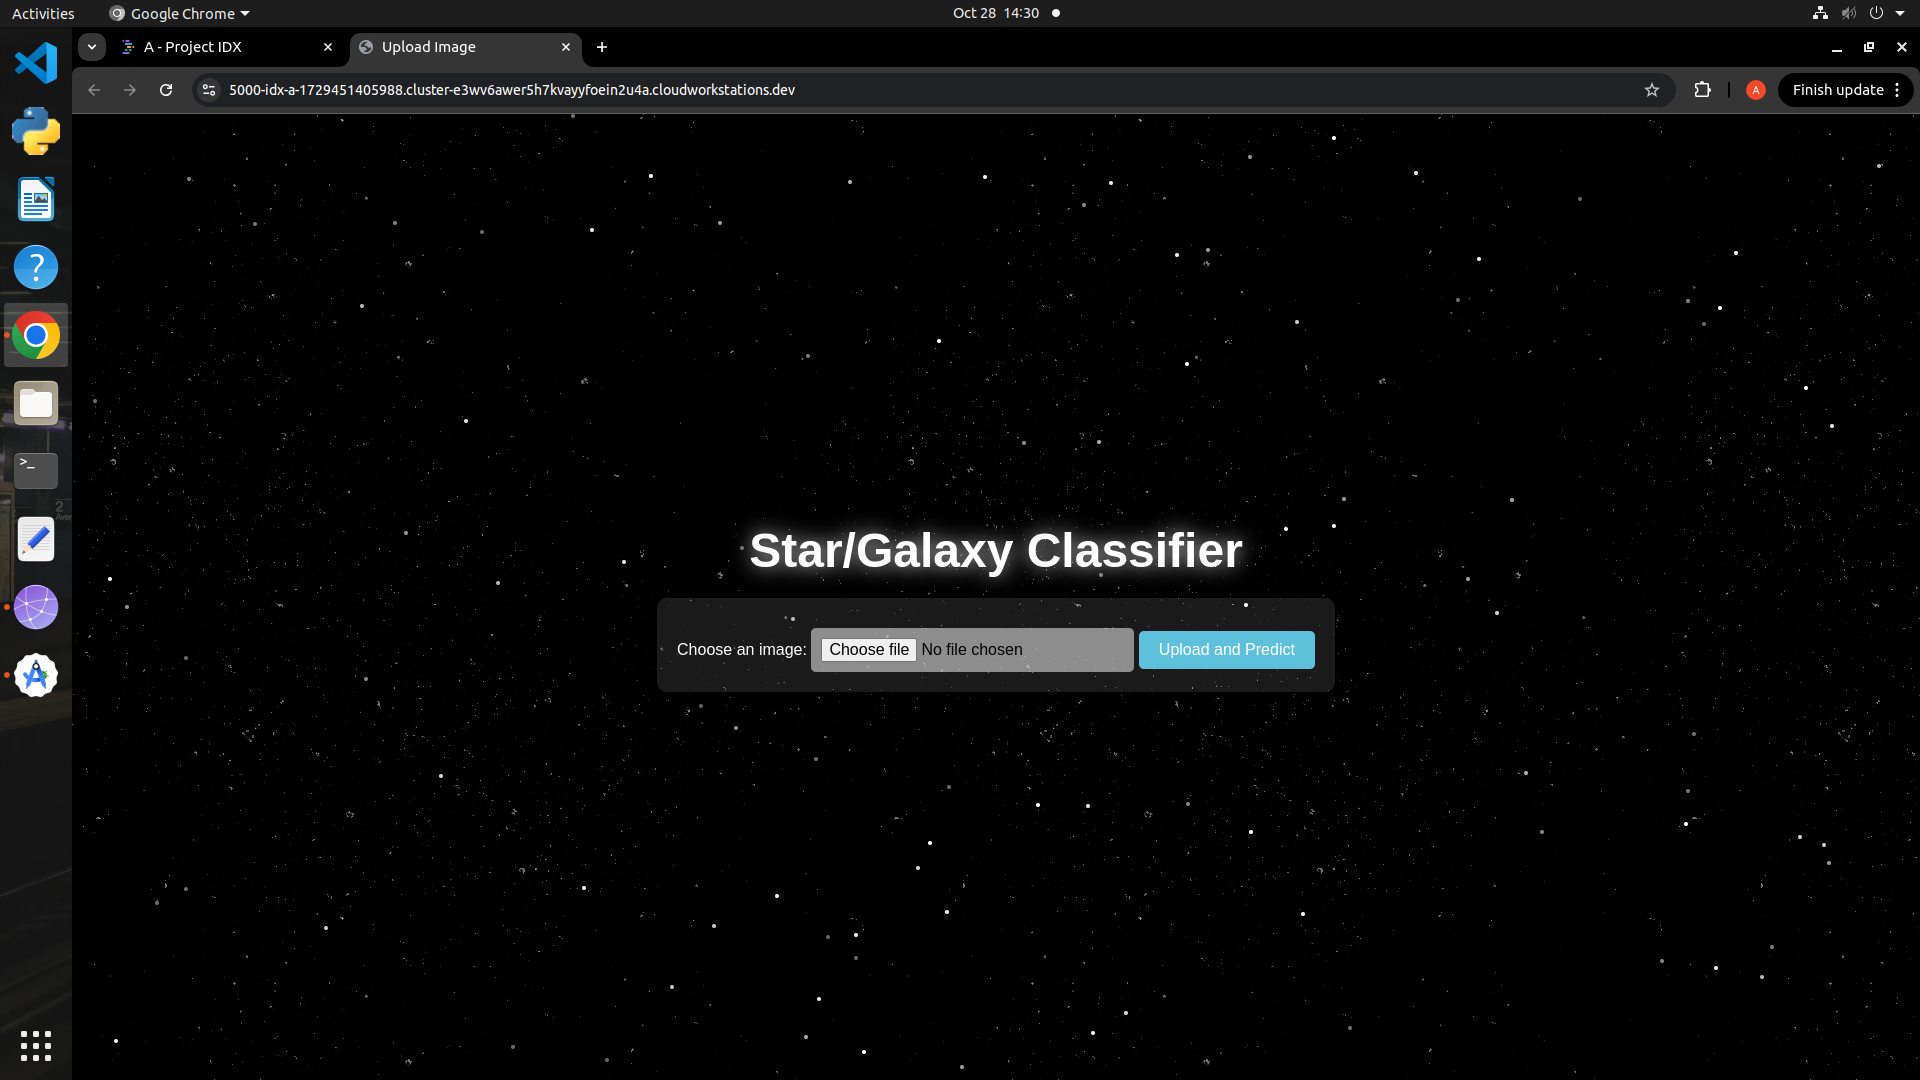 Activities
Google Chrome
Oct 28 14:30
A - Project IDX
Upload Image
5000-idx-a-1729451405988.cluster-e3wv6awer5h7kvayyfoein2u4a.cloudworkstations.dev
A
Finish update
Star/Galaxy Classifier
Choose an image:
Choose file
No file chosen
Upload and Predict